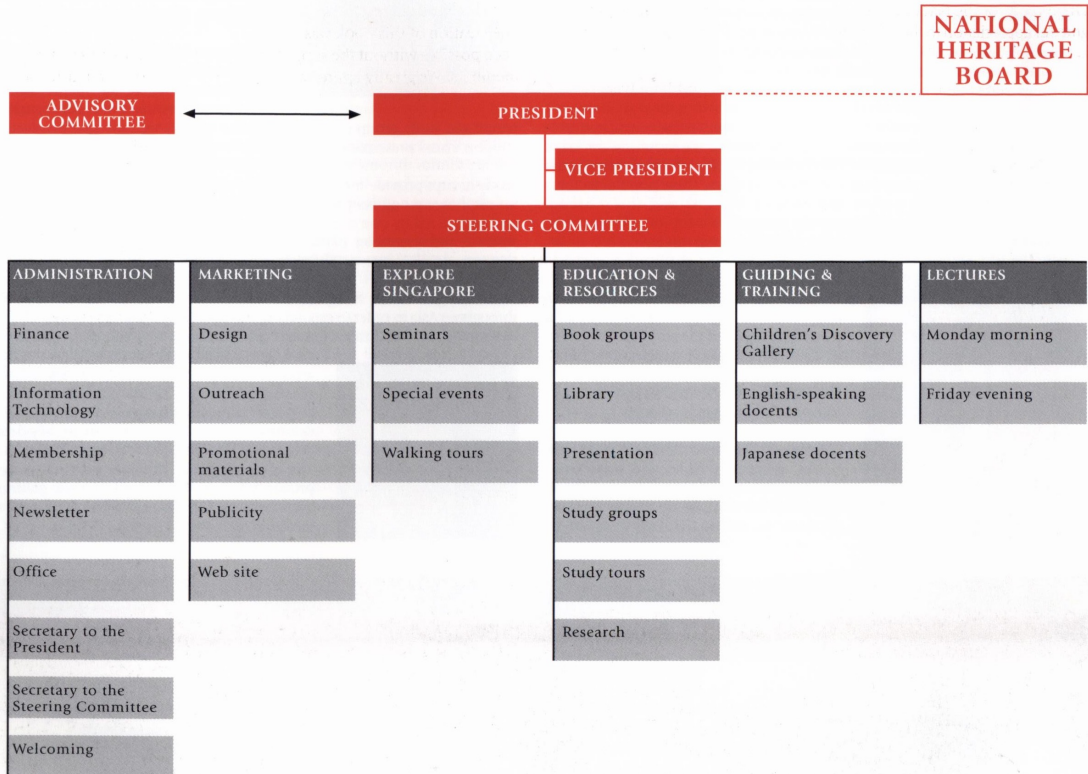 NATIONAL
HERITAGE
BOARD
ADVISORY
COMMITTEE
PRESIDENT
VICE PRESIDENT
STEERING COMMITTEE
ADMINISTRATION
Finance
Information
Technology
Membership
Newsletter
Office
Secretary to the
President
Secretary to the
Steering Committee
Welcoming
MARKETING
Design
Outreach
Promotional
materials
Publicity
Web site
EXPLORE
SINGAPORE
Seminars
Special events
Walking tours
EDUCATION &
RESOURCES
Book groups
Library
Presentation
Study groups
Study tours
Research
GUIDING &
TRAINING
Children's Discovery
Gallery
English-speaking
docents
Japanese docents
LECTURES
Monday morning
Friday evening